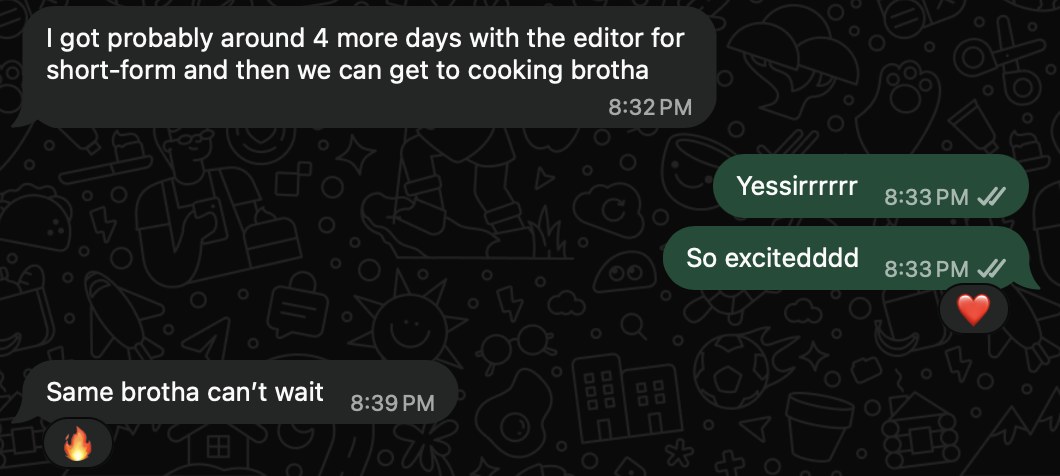 I got probably around 4 more days with the editor for
short-form and then we can get to cooking brotha
8:32 PM
Yessirrrrrr 8:33 PM
So excitedddd 8:33 PM
❤️
Same brotha can’t wait 8:39 PM
🔥